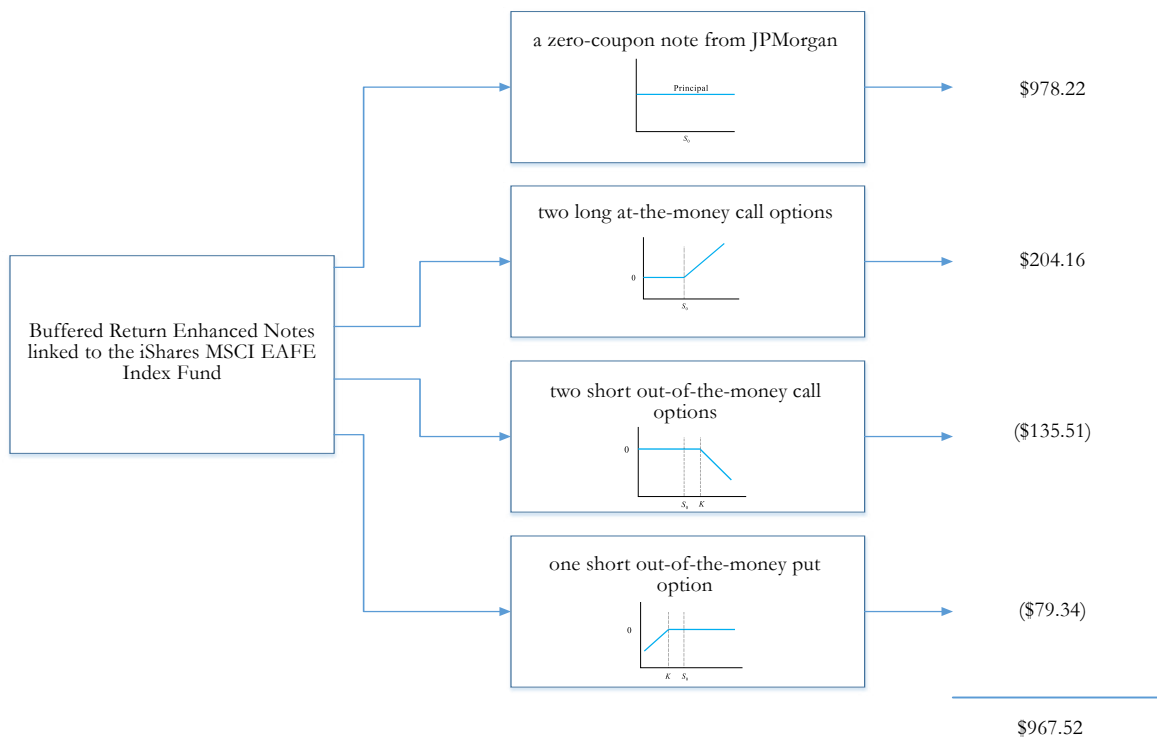 a zero-coupon note from JPMorgan
Principal
S₀
$978.22
two long at-the-money call options
0
S₀
$204.16
Buffered Return Enhanced Notes
linked to the iShares MSCI EAFE
Index Fund
two short out-of-the-money call
options
0
S₀ K
($135.51)
one short out-of-the-money put
option
0
K S₀
($79.34)
$967.52